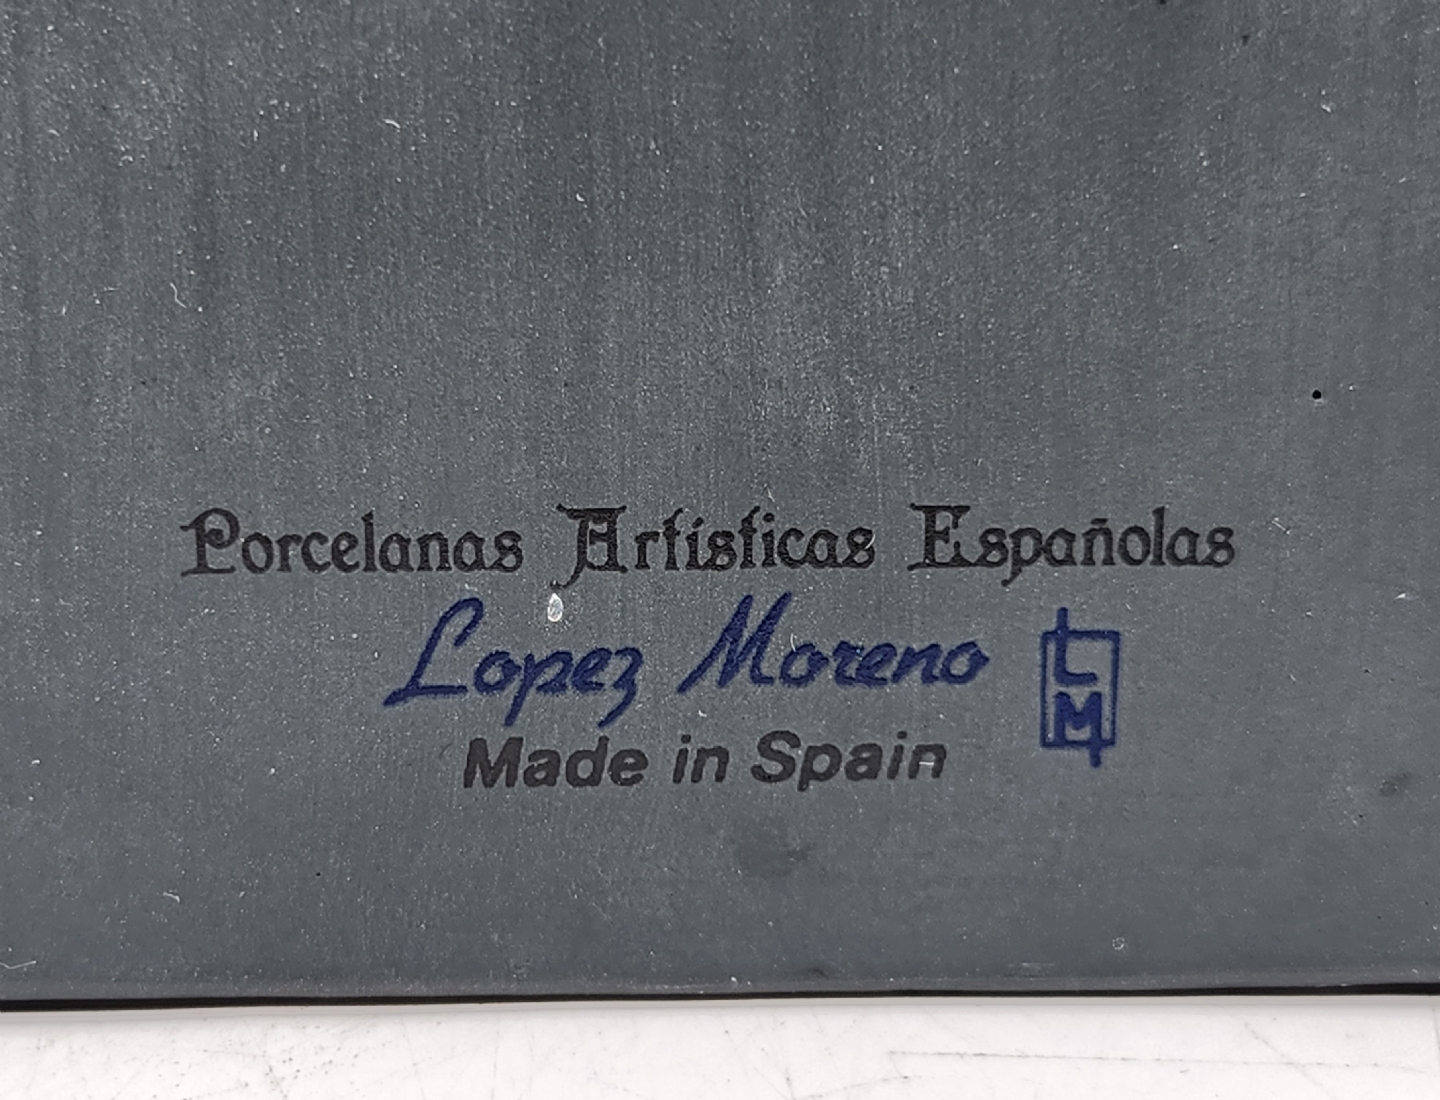 Porcelanas Artísticas Españolas
Lopez Moreno
LM
Made in Spain